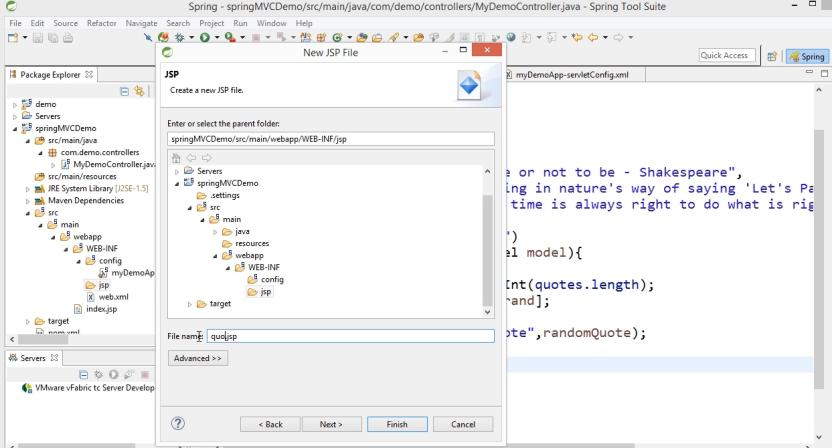 Spring - springMVCDemo/src/main/java/com/demo/controllers/MyDemoController.java - Spring Tool Suite
File Edit Source Refactor Navigate Search Project Run Window Help
Quick Access
Spring
Package Explorer
myDemoApp-servletConfig.xml
demo
Servers
springMVCDemo
src/main/java
com.demo.controllers
MyDemoController.java
src/main/resources
JRE System Library [J2SE-1.5]
Maven Dependencies
src
main
webapp
WEB-INF
config
myDemoAp
jsp
web.xml
index.jsp
target
pom.xml
Servers
VMware vFabric tc Server Develop
New JSP File
JSP
Create a new JSP file.
Enter or select the parent folder:
springMVCDemo/src/main/webapp/WEB-INF/jsp
Servers
springMVCDemo
.settings
src
main
java
resources
webapp
WEB-INF
config
jsp
target
File name: quo.jsp
Advanced >>
< Back Next > Finish Cancel
e or not to be - Shakespeare",
ing in nature's way of saying 'Let's Pa
time is always right to do what is rig
")
el model){
Int(quotes.length);
rand];
ote",randomQuote);